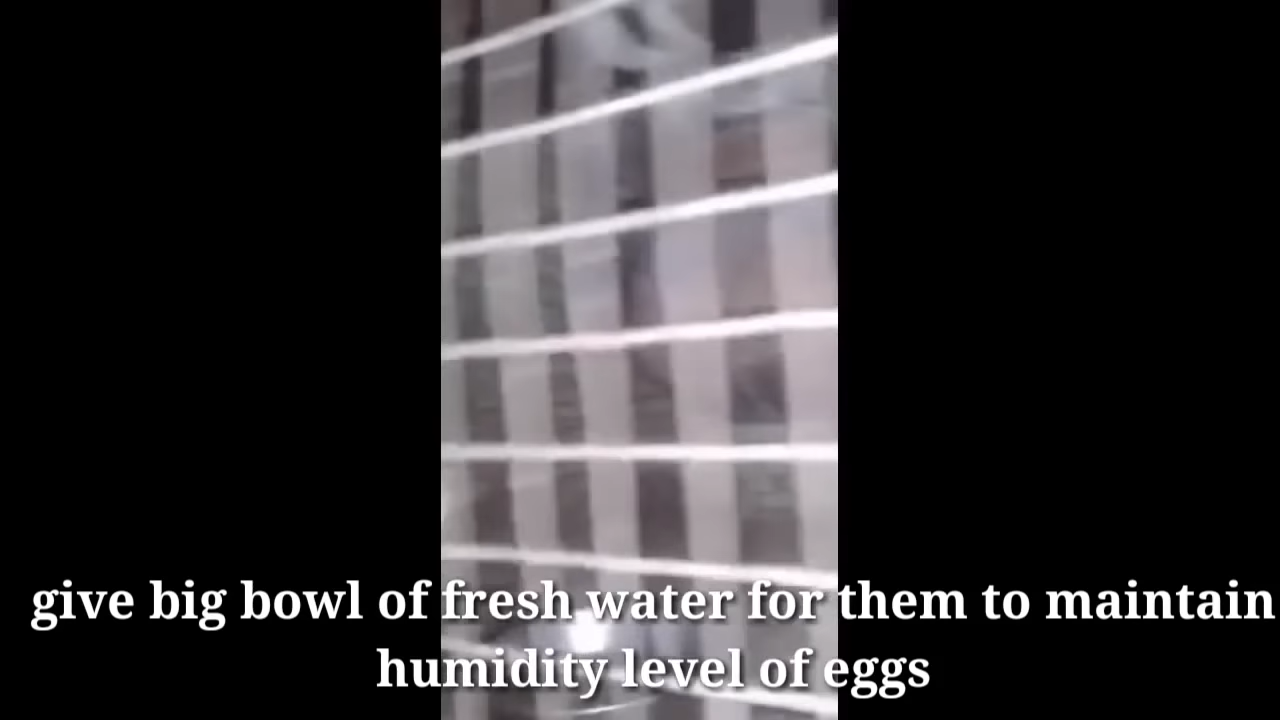 give big bowl of fresh water for them to maintain
humidity level of eggs